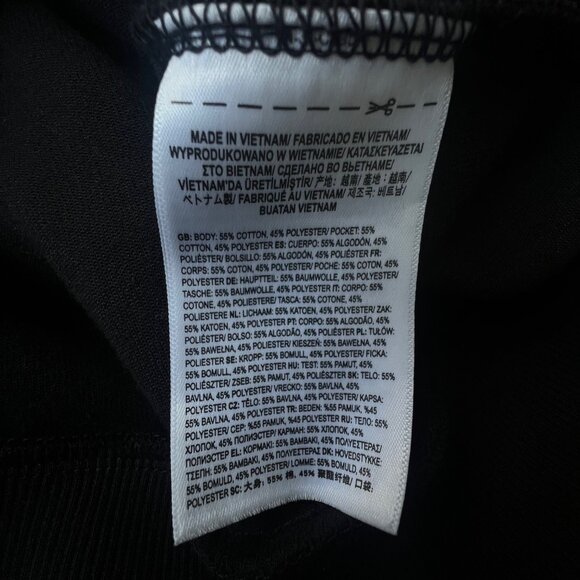 MADE IN VIETNAM/ FABRICADO EN VIETNAM/
WYPRODUKOWANO W WIETNAMIE/ ΚΑΤΑΣΚΕΥΑΖΕΤΑΙ
ΣΤΟ ΒΙΕΤΝΑΜ/ СДЕЛАНО ВО ВЬЕТНАМЕ/
VİETNAM'DA ÜRETİLMİŞTİR/ 产地: 越南/ 產地: 越南/
ベトナム製/ FABRIQUÉ AU VIETNAM/ 제조국: 베트남/
BUATAN VIETNAM
GB: BODY: 55% COTTON, 45% POLYESTER/ POCKET: 55%
COTTON, 45% POLYESTER ES: CUERPO: 55% ALGODÓN, 45%
POLIÉSTER/ BOLSILLO: 55% ALGODÓN, 45% POLIÉSTER FR:
CORPS: 55% COTON, 45% POLYESTER/ POCHE: 55% COTON, 45%
POLYESTER DE: HAUPTTEIL: 55% BAUMWOLLE, 45% POLYESTER/
TASCHE: 55% BAUMWOLLE, 45% POLYESTER IT: CORPO: 55%
COTONE, 45% POLIESTERE/ TASCA: 55% COTONE, 45%
POLIESTERE NL: LICHAAM: 55% KATOEN, 45% POLYESTER/ ZAK:
55% KATOEN, 45% POLYESTER PT: CORPO: 55% ALGODÃO, 45%
POLIÉSTER/ BOLSO: 55% ALGODÃO, 45% POLIÉSTER PL: TUŁÓW:
55% BAWEŁNA, 45% POLIESTER/ KIESZEŃ: 55% BAWEŁNA, 45%
POLIESTER SE: KROPP: 55% BOMULL, 45% POLYESTER/ FICKA:
55% BOMULL, 45% POLYESTER HU: TEST: 55% PAMUT, 45%
POLIÉSZTER/ ZSEB: 55% PAMUT, 45% POLIÉSZTER SK: TELO: 55%
BAVLNA, 45% POLYESTER/ VRECKO: 55% BAVLNA, 45%
POLYESTER CZ: TĚLO: 55% BAVLNA, 45% POLYESTER/ KAPSA:
55% BAVLNA, 45% POLYESTER TR: BEDEN: %55 PAMUK, %45
POLYESTER/ CEP: %55 PAMUK, %45 POLYESTER RU: ПОЛОТНО:
55% ХЛОПОК, 45% ПОЛИЭСТЕР/ КАРМАН: 55% ХЛОПОК, 45%
ПОЛИЭСТЕР EL: ΚΟΡΜΑΚΙ: 55% ΒΑΜΒΑΚΙ, 45% ΠΟΛΥΕΣΤΕΡΑΣ/
ΤΣΕΠΗ: 55% ΒΑΜΒΑΚΙ, 45% ΠΟΛΥΕΣΤΕΡΑΣ DK: HOVEDSTYKKE:
55% BOMULD, 45% POLYESTER/ LOMME: 55% BOMULD, 45%
POLYESTER SC: 大身: 55% 棉, 45% 聚酯纤维/ 口袋: